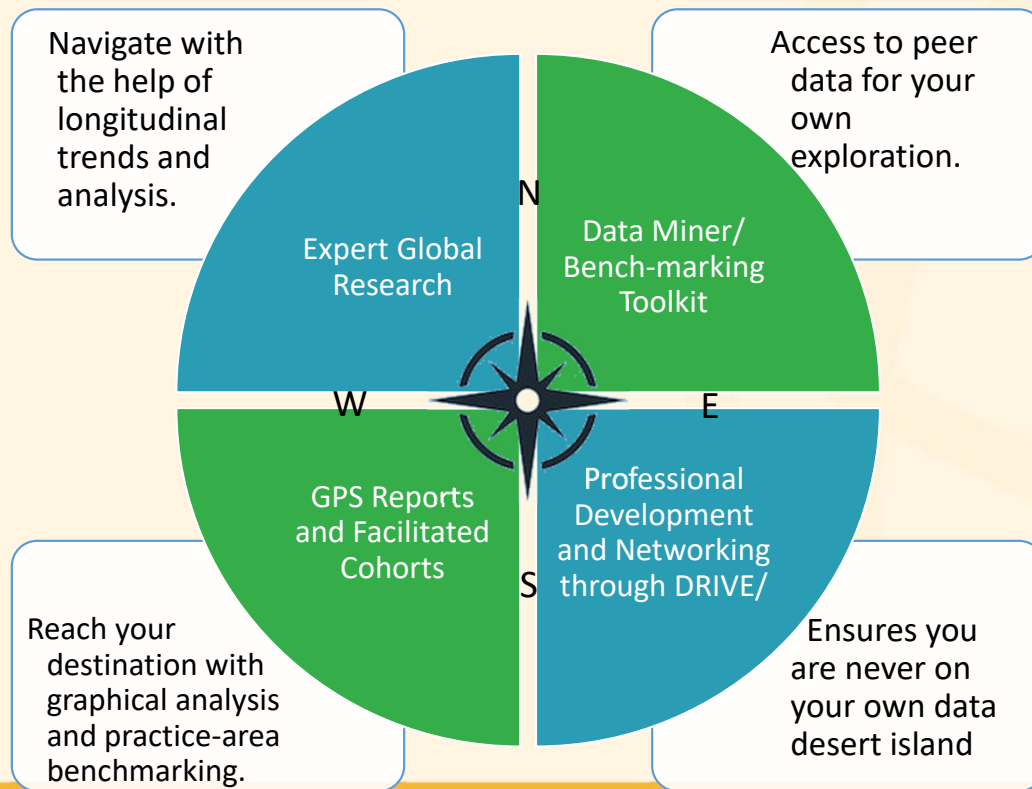 Navigate with
the help of
longitudinal
trends and
analysis.
Access to peer
data for your
own
exploration.
N
Expert Global
Research
Data Miner/
Bench-marking
Toolkit
W
E
GPS Reports
and Facilitated
Cohorts
Professional
Development
and Networking
through DRIVE/
S
Reach your
destination with
graphical analysis
and practice-area
benchmarking.
Ensures you
are never on
your own data
desert island